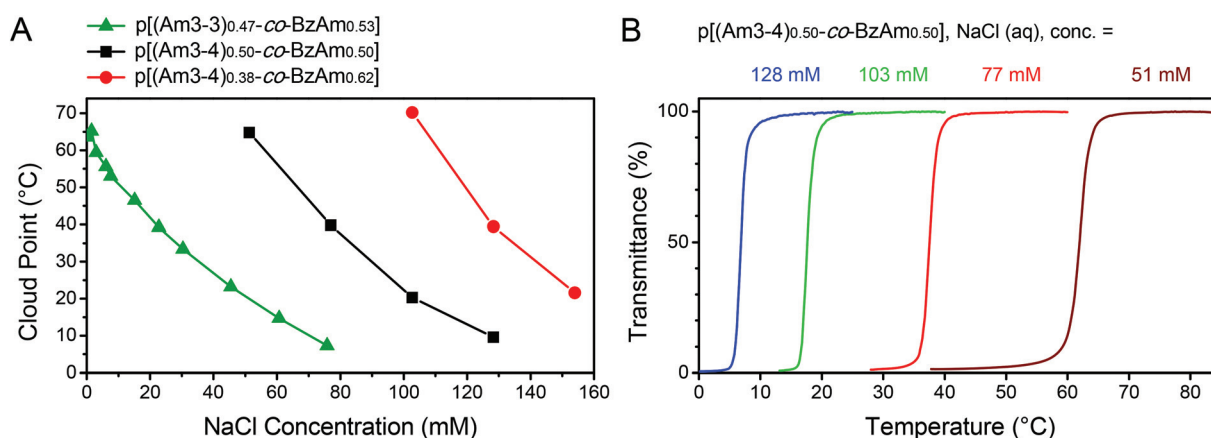 A
p[(Am3-3)0.47-co-BzAm0.53]
p[(Am3-4)0.50-co-BzAm0.50]
p[(Am3-4)0.38-co-BzAm0.62]
70
60
50
40
30
20
10
0
Cloud Point (°C)
0 20 40 60 80 100 120 140 160
NaCl Concentration (mM)
B
p[(Am3-4)0.50-co-BzAm0.50], NaCl (aq), conc. =
128 mM 103 mM 77 mM 51 mM
100
50
0
Transmittance (%)
0 10 20 30 40 50 60 70 80
Temperature (°C)